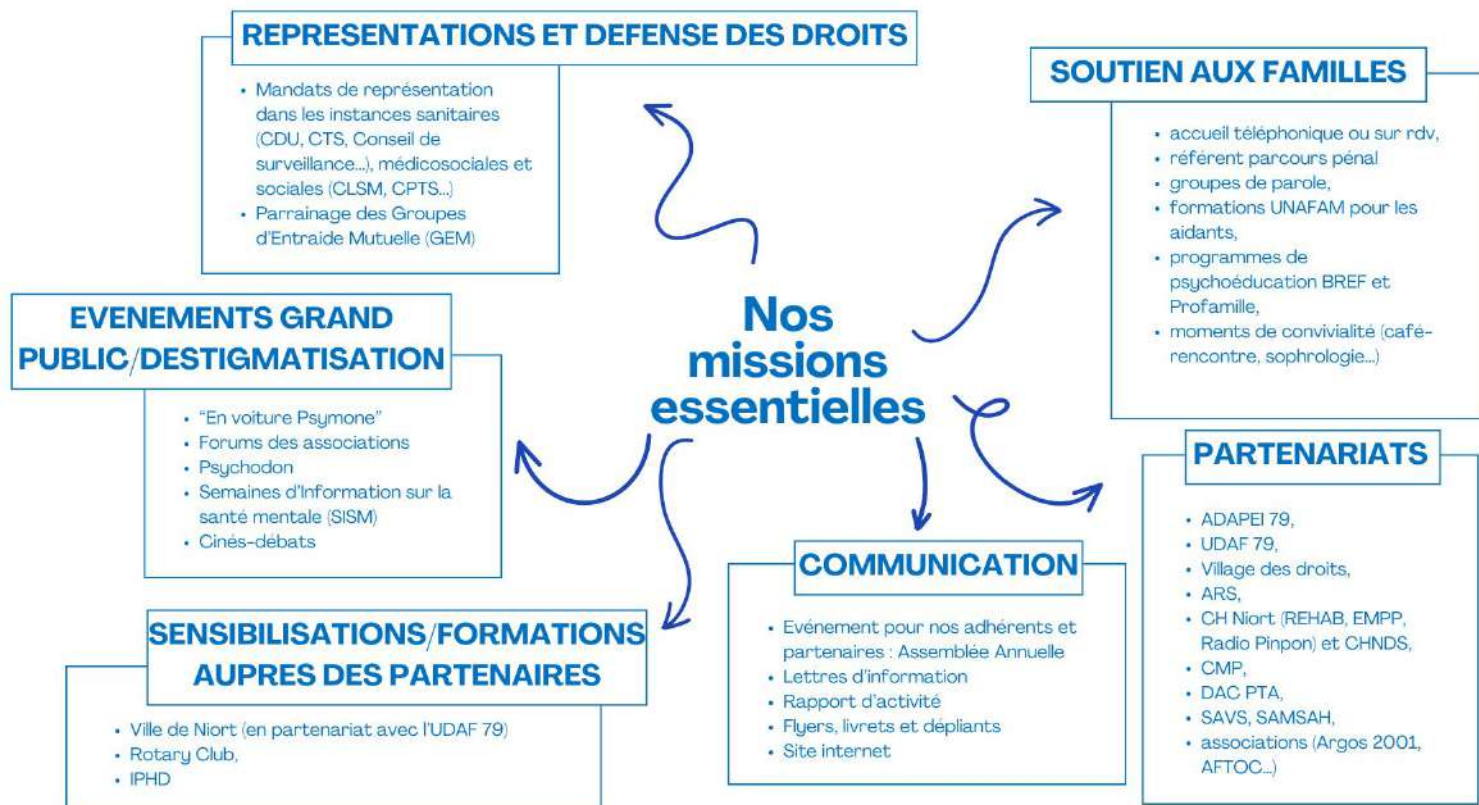 REPRESENTATIONS ET DEFENSE DES DROITS
• Mandats de représentation
dans les instances sanitaires
(CDU, CTS, Conseil de
surveillance...), médicosociales et
sociales (CLSM, CPTS...)
• Parrainage des Groupes
d'Entraide Mutuelle (GEM)
SOUTIEN AUX FAMILLES
• accueil téléphonique ou sur rdv,
• référent parcours pénal
• groupes de parole,
• formations UNAFAM pour les
aidants,
• programmes de
psychoéducation BREF et
Profamille,
• moments de convivialité (café-
rencontre, sophrologie...)
Nos
missions
essentielles
EVENEMENTS GRAND
PUBLIC/DESTIGMATISATION
• "En voiture Psymone"
• Forums des associations
• Psychodon
• Semaines d'Information sur la
santé mentale (SISM)
• Cinés-débats
PARTENARIATS
• ADAPEI 79,
• UDAF 79,
• Village des droits,
• ARS,
• CH Niort (REHAB, EMPP,
Radio Pinpon) et CHNDS,
• CMP,
• DAC PTA,
• SAVS, SAMSAH,
• associations (Argos 2001,
AFTOC...)
COMMUNICATION
• Evénement pour nos adhérents et
partenaires : Assemblée Annuelle
• Lettres d'information
• Rapport d'activité
• Flyers, livrets et dépliants
• Site internet
SENSIBILISATIONS/FORMATIONS
AUPRES DES PARTENAIRES
• Ville de Niort (en partenariat avec l'UDAF 79)
• Rotary Club,
• IPHD